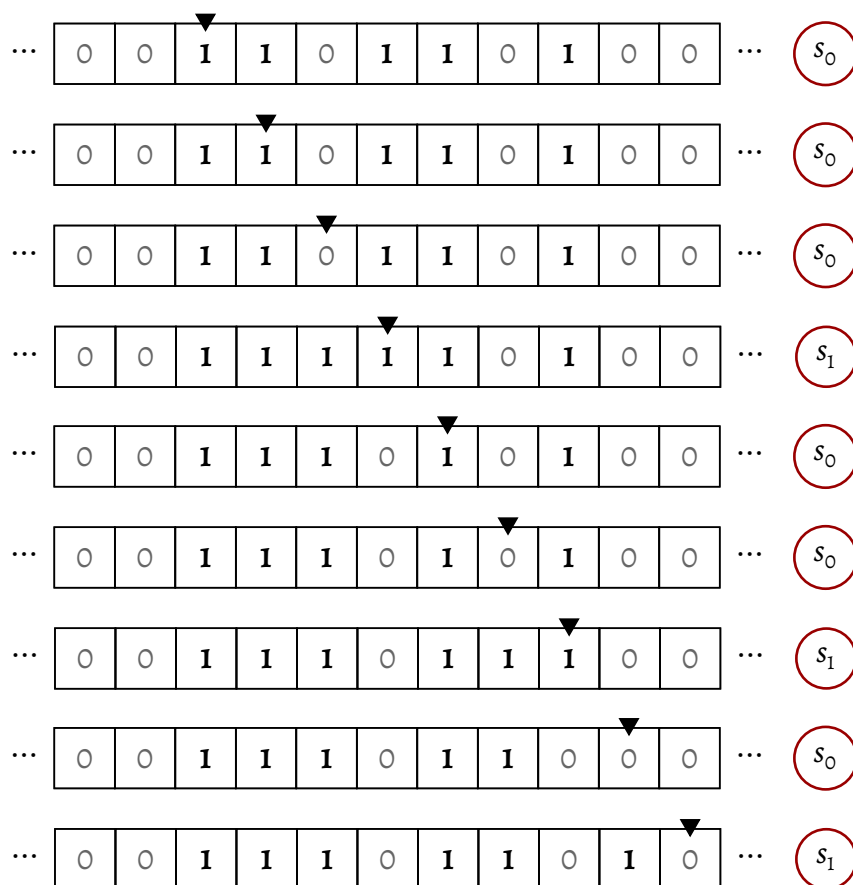 ... 0 0 1 1 0 1 1 0 1 0 0 ... s₀
... 0 0 1 1 0 1 1 0 1 0 0 ... s₀
... 0 0 1 1 0 1 1 0 1 0 0 ... s₀
... 0 0 1 1 1 1 1 0 1 0 0 ... s₁
... 0 0 1 1 1 0 1 0 1 0 0 ... s₀
... 0 0 1 1 1 0 1 0 1 0 0 ... s₀
... 0 0 1 1 1 0 1 1 1 0 0 ... s₁
... 0 0 1 1 1 0 1 1 0 0 0 ... s₀
... 0 0 1 1 1 0 1 1 0 1 0 ... s₁